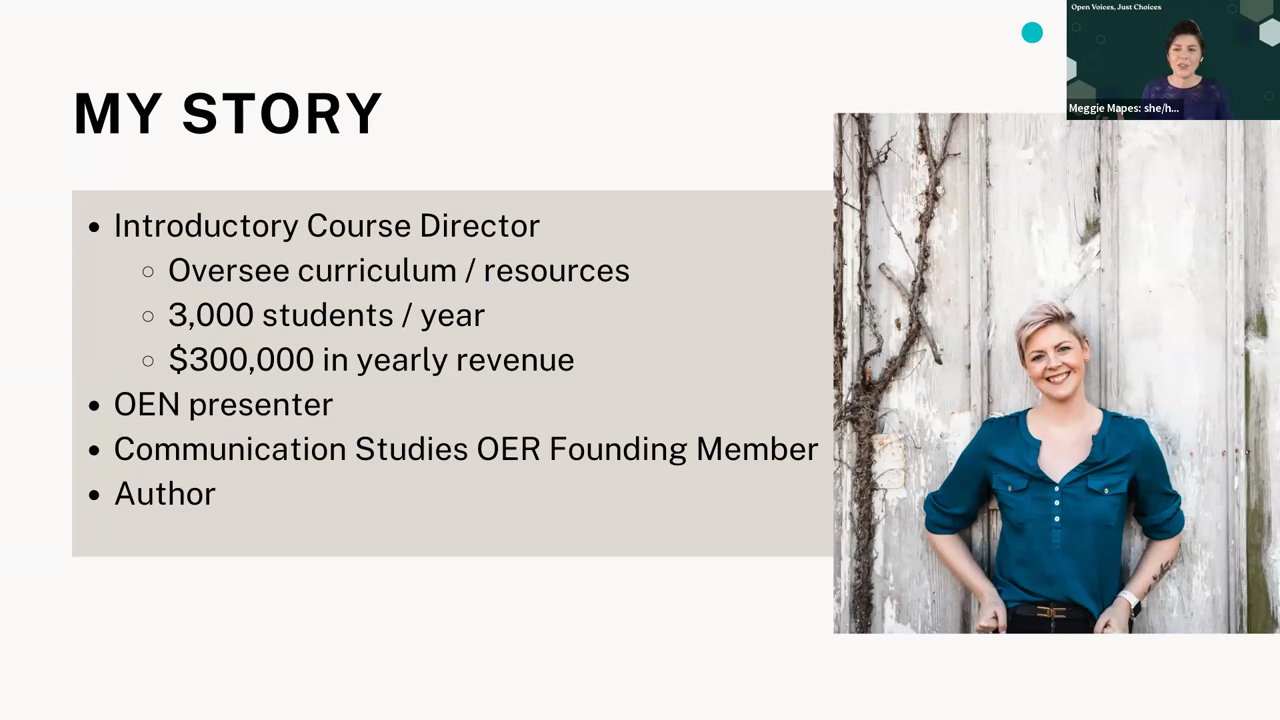 Open Voices, Just Choices
MY STORY
Meggie Mapes: she/h...
• Introductory Course Director
○ Oversee curriculum / resources
○ 3,000 students / year
○ $300,000 in yearly revenue
• OEN presenter
• Communication Studies OER Founding Member
• Author